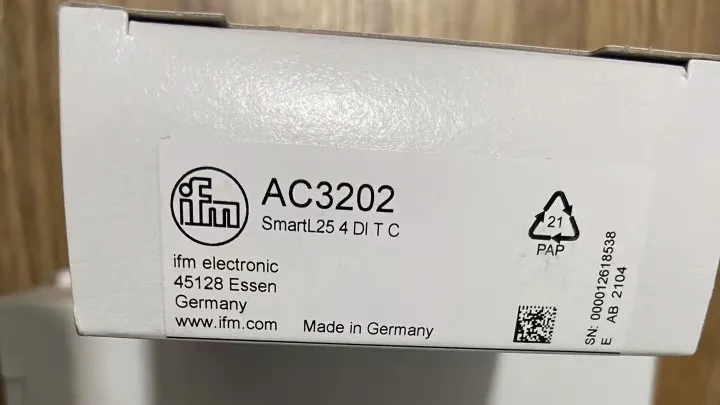 ifm
AC3202
SmartL25 4 DI T C
ifm electronic
45128 Essen
Germany
www.ifm.com
Made in Germany
21
PAP
SN: 000012618538
E AB 2104